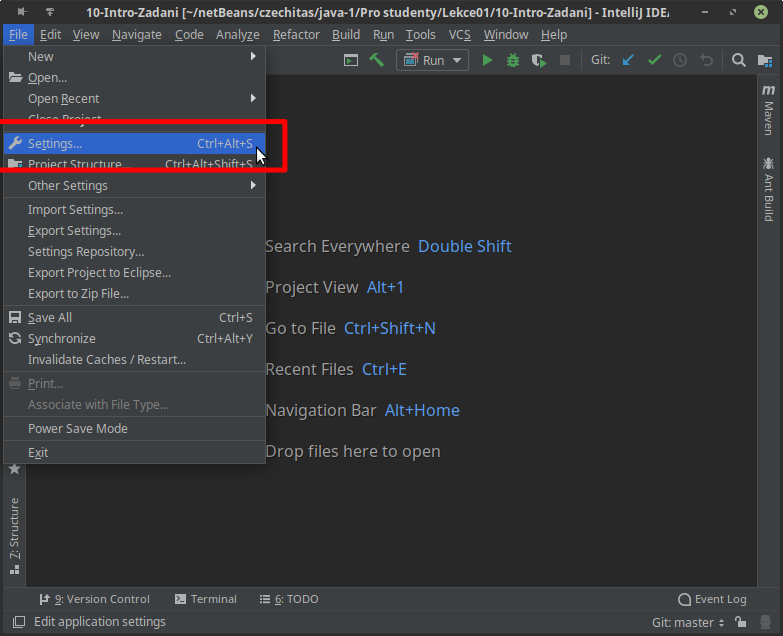 10-Intro-Zadani [~/netBeans/czechitas/java-1/Pro studenty/Lekce01/10-Intro-Zadani] - IntelliJ IDEA
File Edit View Navigate Code Analyze Refactor Build Run Tools VCS Window Help
Run Git:
New
Open...
Open Recent
Close Project
Settings... Ctrl+Alt+S
Project Structure... Ctrl+Alt+Shift+S
Other Settings
Import Settings...
Export Settings...
Settings Repository...
Export Project to Eclipse...
Export to Zip File...
Save All Ctrl+S
Synchronize Ctrl+Alt+Y
Invalidate Caches / Restart...
Print...
Associate with File Type...
Power Save Mode
Exit
Search Everywhere Double Shift
Project View Alt+1
Go to File Ctrl+Shift+N
Recent Files Ctrl+E
Navigation Bar Alt+Home
Drop files here to open
m
Maven
Ant Build
7: Structure
9: Version Control Terminal 6: TODO Event Log
Edit application settings Git: master